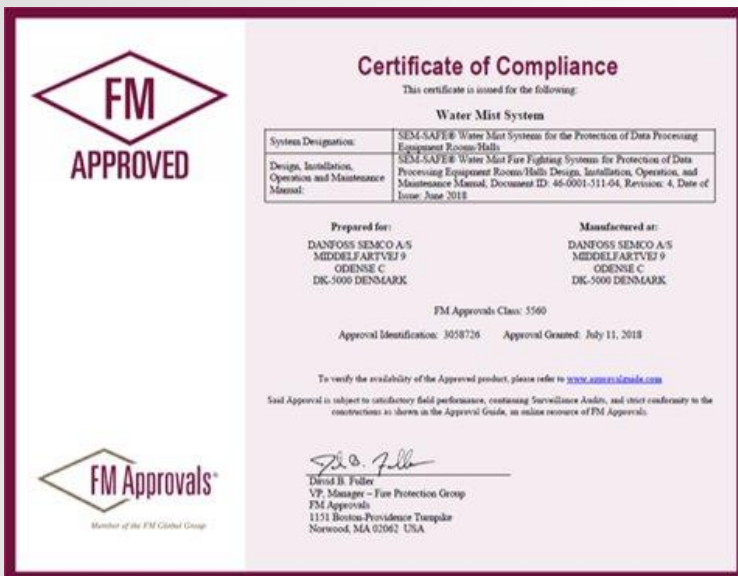 FM
APPROVED
Certificate of Compliance
This certificate is issued for the following:
Water Mist System
System Designation:
SEM-SAFE® Water Mist Systems for the Protection of Data Processing
Equipment Rooms/Halls
Design, Installation,
Operation and Maintenance
Manual:
SEM-SAFE® Water Mist Fire Fighting Systems for Protection of Data
Processing Equipment Rooms/Halls Design, Installation, Operation, and
Maintenance Manual, Document ID: 46-0001-511-04, Revision: 4, Date of
Issue: June 2018
Prepared for:
DANFOSS SEMCO A/S
MIDDELFARTVEJ 9
ODENSE C
DK-5000 DENMARK
Manufactured at:
DANFOSS SEMCO A/S
MIDDELFARTVEJ 9
ODENSE C
DK-5000 DENMARK
FM Approvals Class: 5560
Approval Identification: 3058726 Approval Granted: July 11, 2018
To verify the availability of the Approved product, please refer to www.approvalguide.com
Said Approval is subject to satisfactory field performance, continuing Surveillance Audits, and strict conformity to the
constructions as shown in the Approval Guide, an online resource of FM Approvals.
David B. Fuller
VP, Manager – Fire Protection Group
FM Approvals
1151 Boston-Providence Turnpike
Norwood, MA 02062 USA
FM Approvals®
Member of the FM Global Group